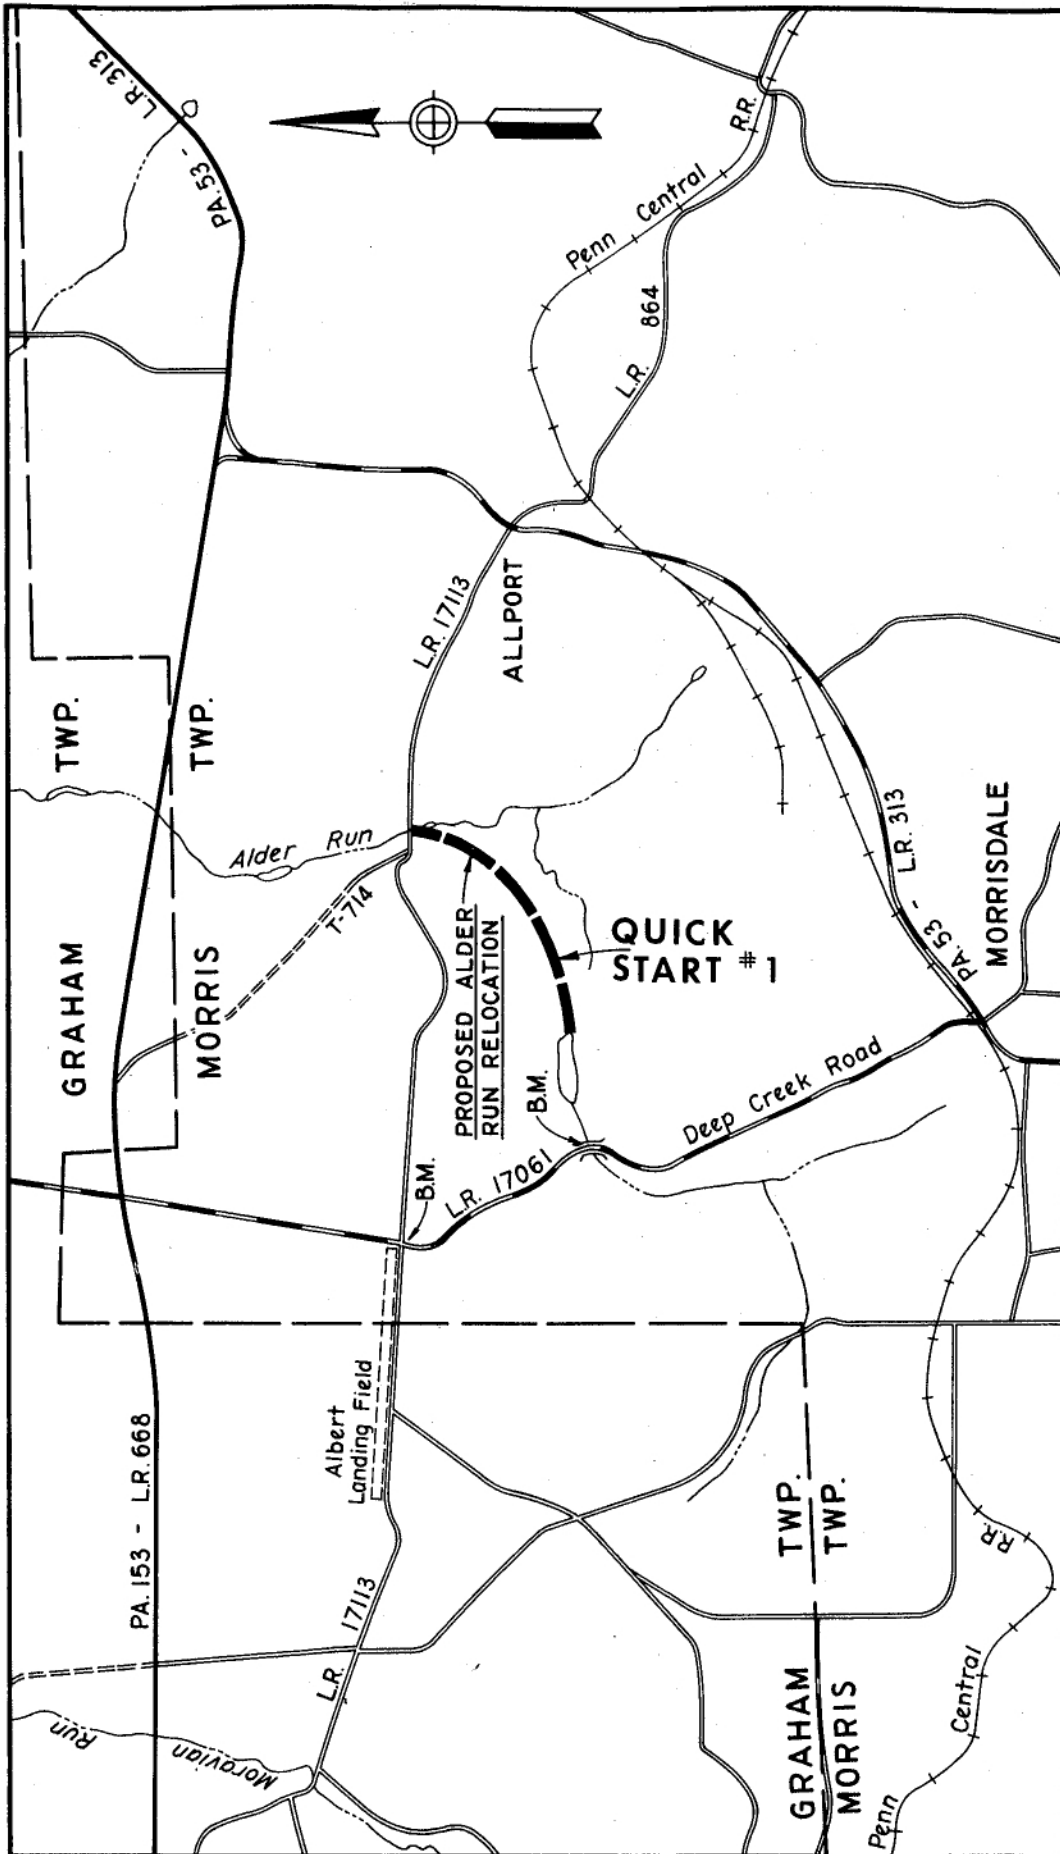 L.R. 313
PA. 53 -
R.R.
Penn Central
L.R. 864
L.R. 17113
ALLPORT
TWP.
TWP.
GRAHAM
MORRIS
Alder Run
T-714
PROPOSED ALDER
RUN RELOCATION
QUICK
START #1
PA. 53 - L.R. 313
MORRISDALE
B.M.
B.M.
L.R. 17061
Deep Creek Road
Albert
Landing Field
PA. 153 - L.R. 668
L.R. 17113
Moravian Run
TWP.
TWP.
GRAHAM
MORRIS
R.R.
Penn Central